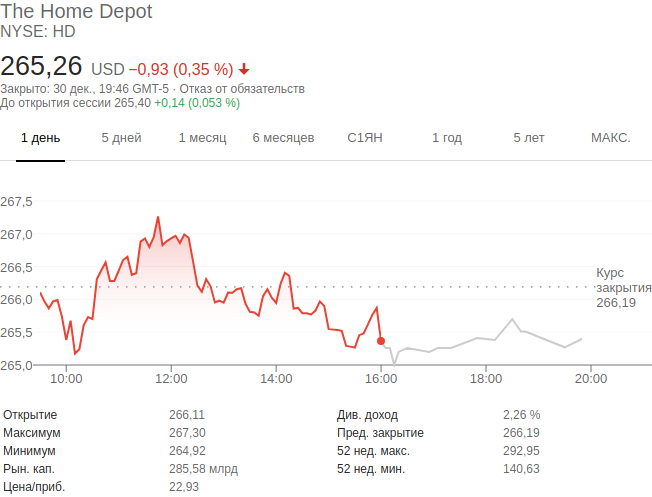 The Home Depot
NYSE: HD
265,26 USD −0,93 (0,35 %)
Закрыто: 30 дек., 19:46 GMT-5 · Отказ от обязательств
До открытия сессии 265,40 +0,14 (0,053 %)
1 день 5 дней 1 месяц 6 месяцев С1ЯН 1 год 5 лет МАКС.
267,5
267,0
266,5
Курс
закрытия
266,19
266,0
265,5
265,0
10:00 12:00 14:00 16:00 18:00 20:00
Открытие 266,11 Див. доход 2,26 %
Максимум 267,30 Пред. закрытие 266,19
Минимум 264,92 52 нед. макс. 292,95
Рын. кап. 285,58 млрд 52 нед. мин. 140,63
Цена/приб. 22,93